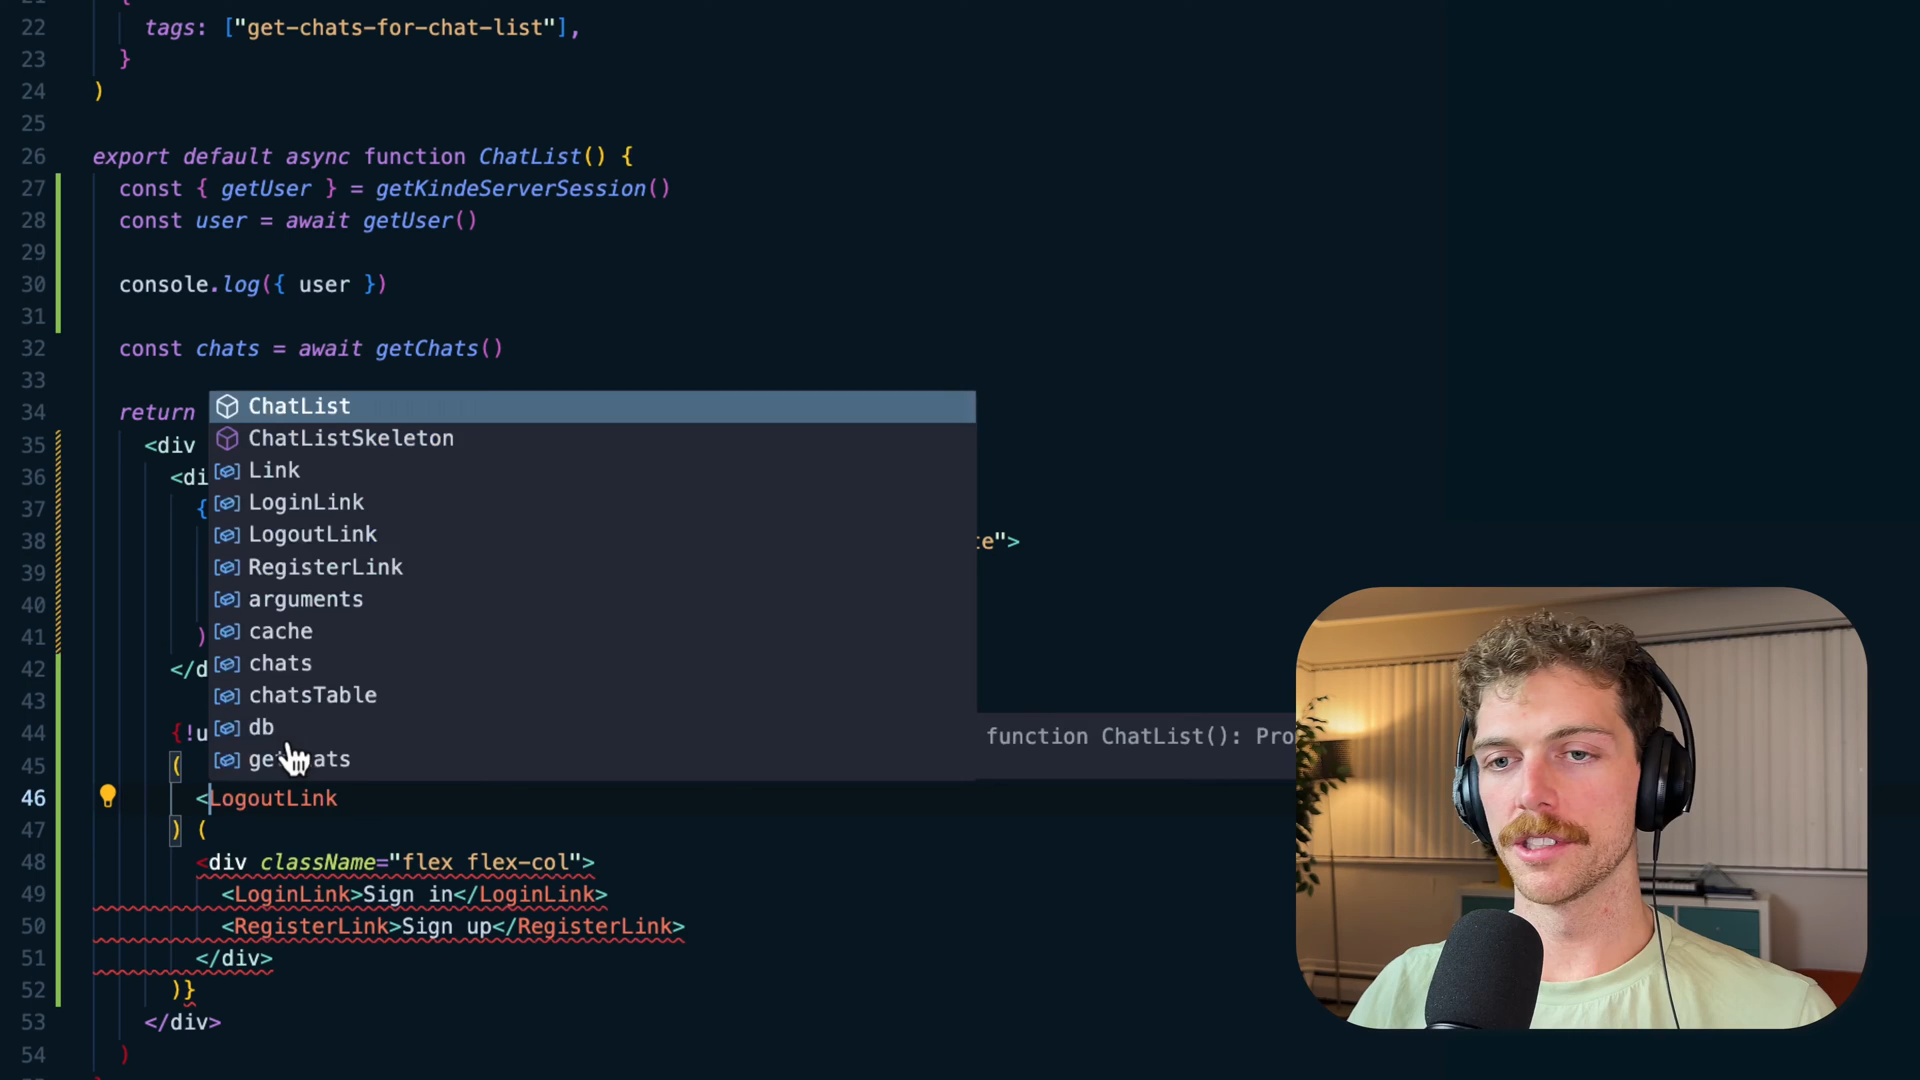 21 {
22 tags: ["get-chats-for-chat-list"],
23 }
24 )
25
26 export default async function ChatList() {
27 const { getUser } = getKindeServerSession()
28 const user = await getUser()
29
30 console.log({ user })
31
32 const chats = await getChats()
33
34 return
ChatList
35 <div
ChatListSkeleton
36 <di
Link
37 {
LoginLink
38 te">
LogoutLink
39
RegisterLink
40
arguments
41 )
cache
42 </d
chats
43
chatsTable
44 {!u
db
function ChatList(): Pro
45 (
46 <LogoutLink
47 ) (
48 <div className="flex flex-col">
49 <LoginLink>Sign in</LoginLink>
50 <RegisterLink>Sign up</RegisterLink>
51 </div>
52 )}
53 </div>
54 )